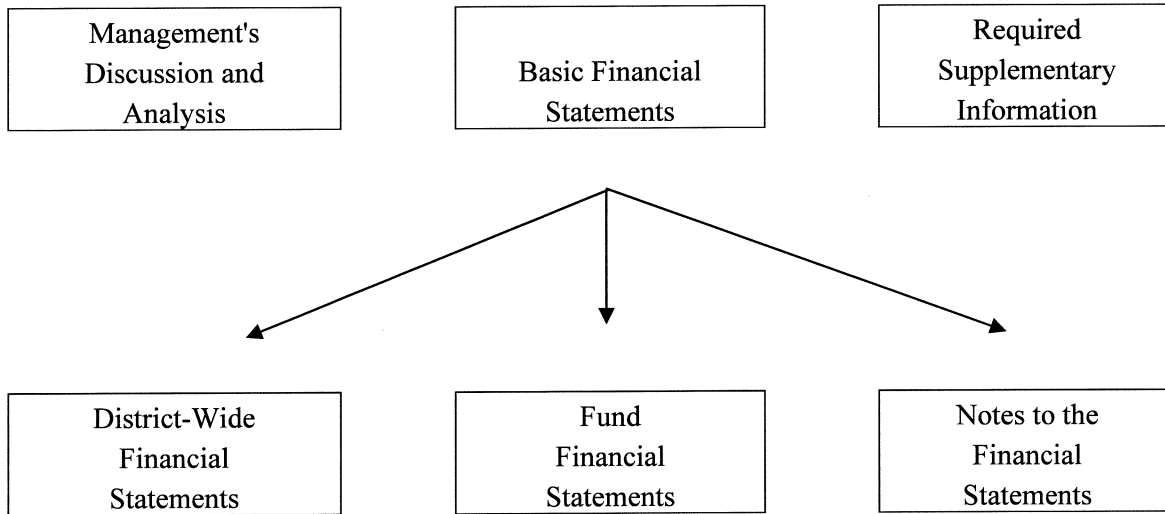 Management's
Discussion and
Analysis
Basic Financial
Statements
Required
Supplementary
Information
District-Wide
Financial
Statements
Fund
Financial
Statements
Notes to the
Financial
Statements